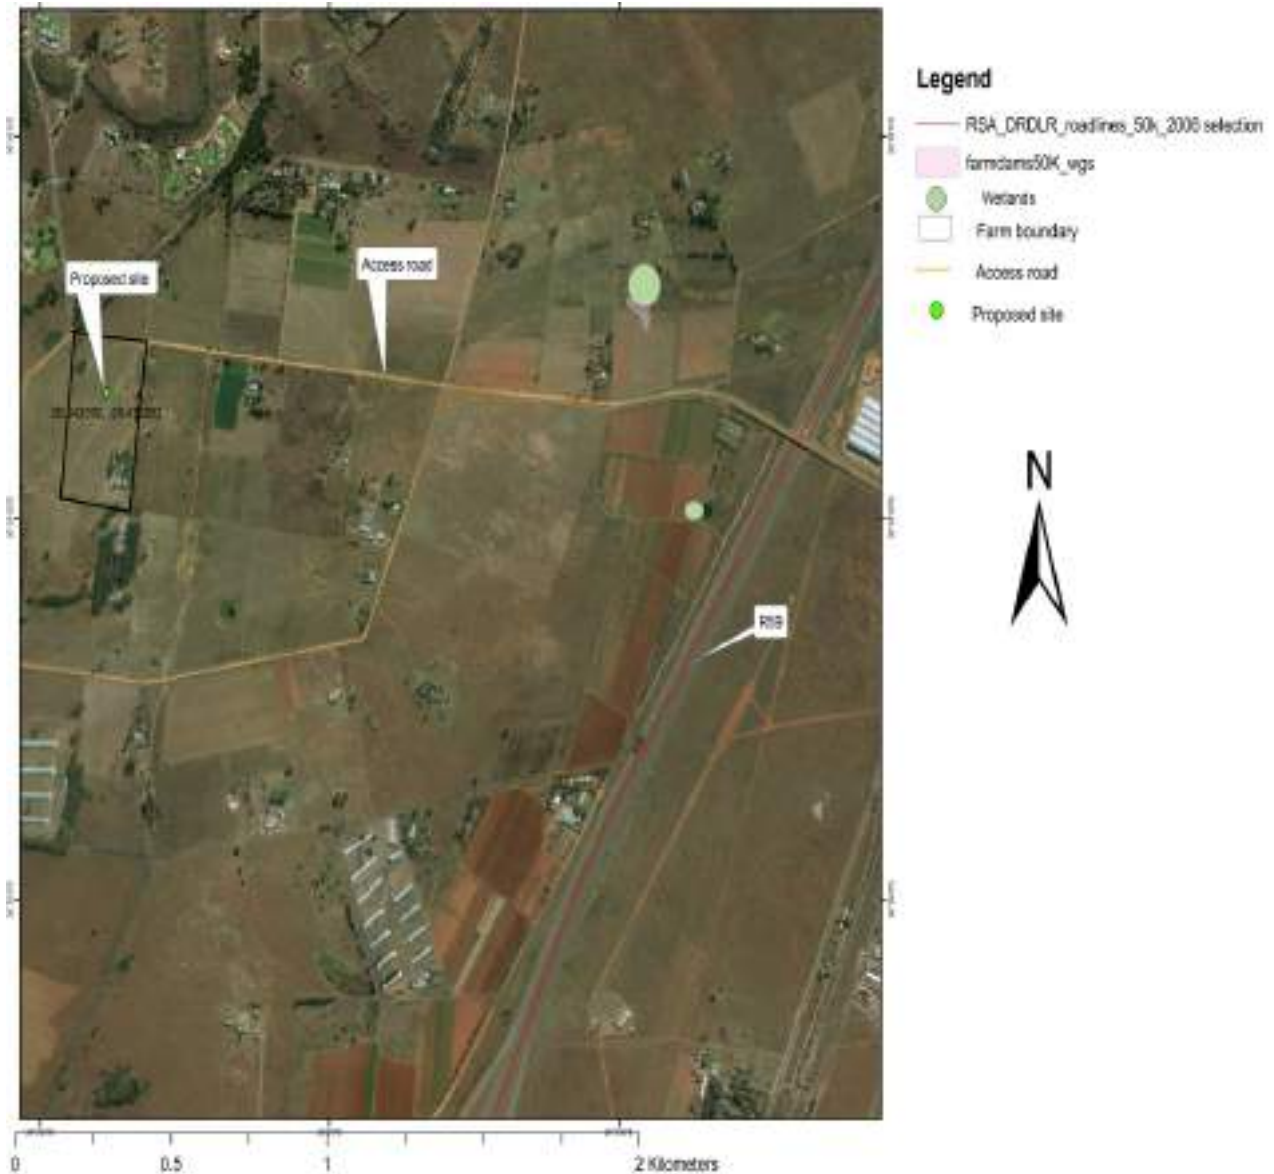 Legend
RSA_DRDLR_roadlines_50k_2006 selection
farmdams50K_wgs
Wetands
Farm boundary
Access road
Proposed site
Proposed site
Access road
R59
N
0 0.5 1 2 Kilometers